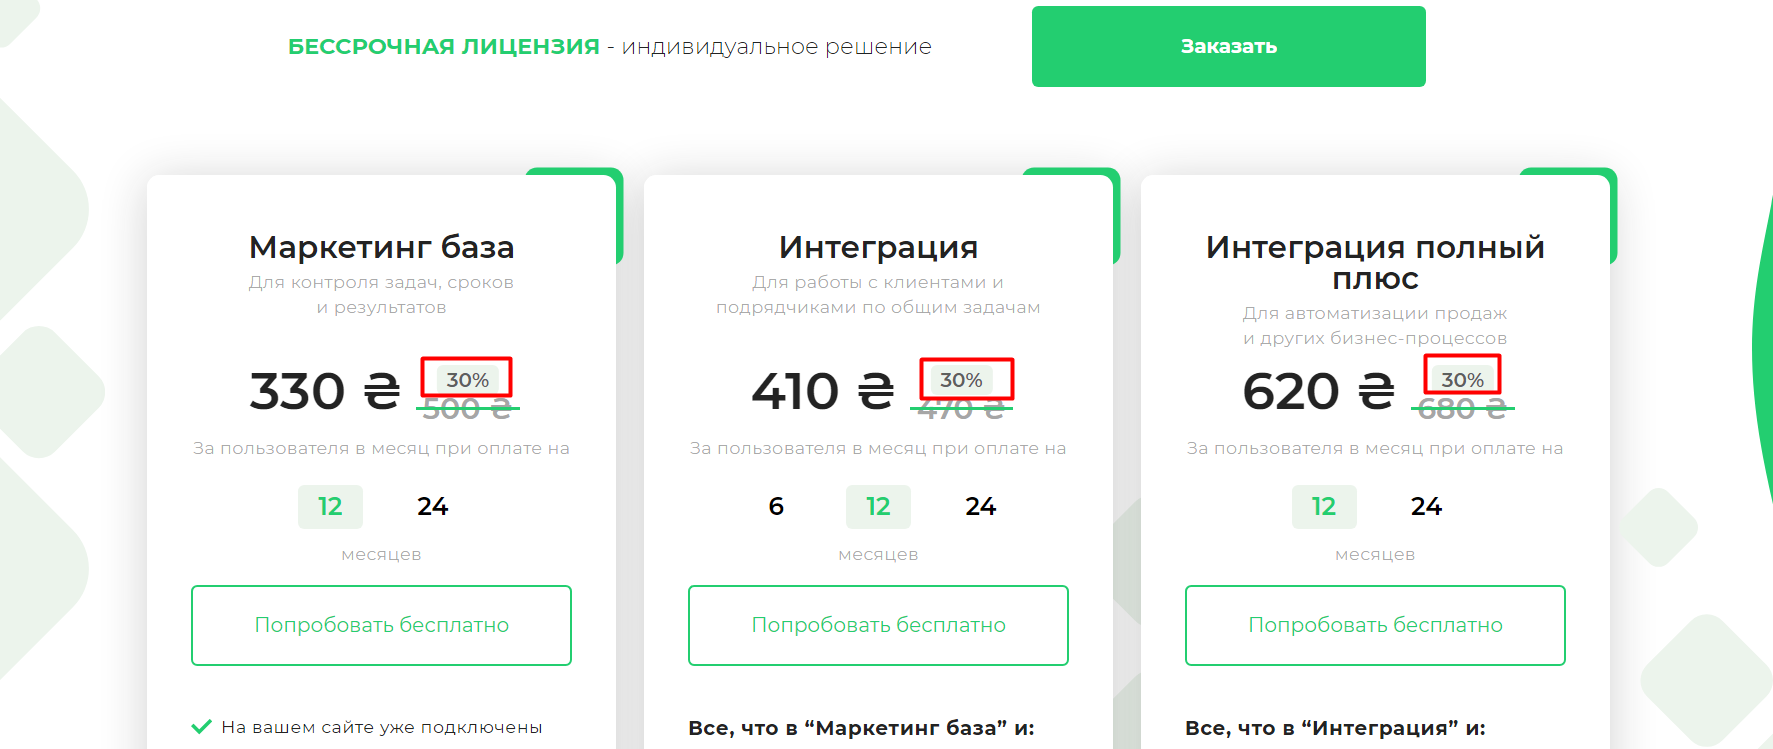 БЕССРОЧНАЯ ЛИЦЕНЗИЯ - индивидуальное решение
Заказать
Маркетинг база
Для контроля задач, сроков
и результатов
330 ₴
30%
500 ₴
За пользователя в месяц при оплате на
12 24
месяцев
Попробовать бесплатно
На вашем сайте уже подключены
Интеграция
Для работы с клиентами и
подрядчиками по общим задачам
410 ₴
30%
470 ₴
За пользователя в месяц при оплате на
6 12 24
месяцев
Попробовать бесплатно
Все, что в “Маркетинг база” и:
Интеграция полный
плюс
Для автоматизации продаж
и других бизнес-процессов
620 ₴
30%
680 ₴
За пользователя в месяц при оплате на
12 24
месяцев
Попробовать бесплатно
Все, что в “Интеграция” и: